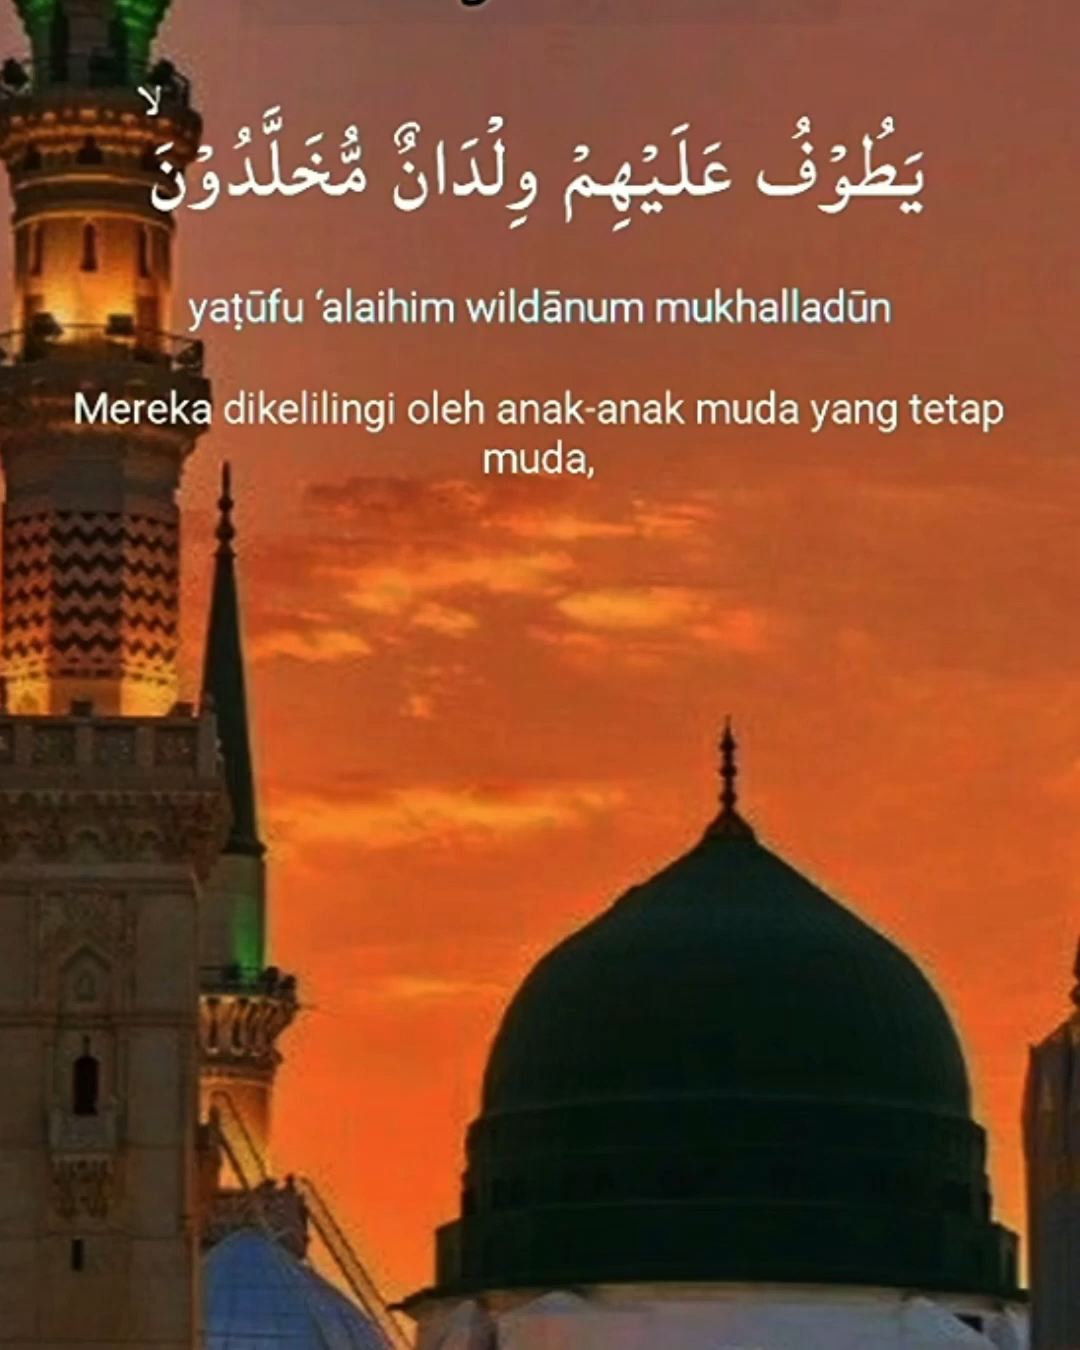 يَطُوْفُ عَلَيْهِمْ وِلْدَانٌ مُّخَلَّدُوْنَۙ
yaṭūfu ‘alaihim wildānum mukhalladūn
Mereka dikelilingi oleh anak-anak muda yang tetap
muda,